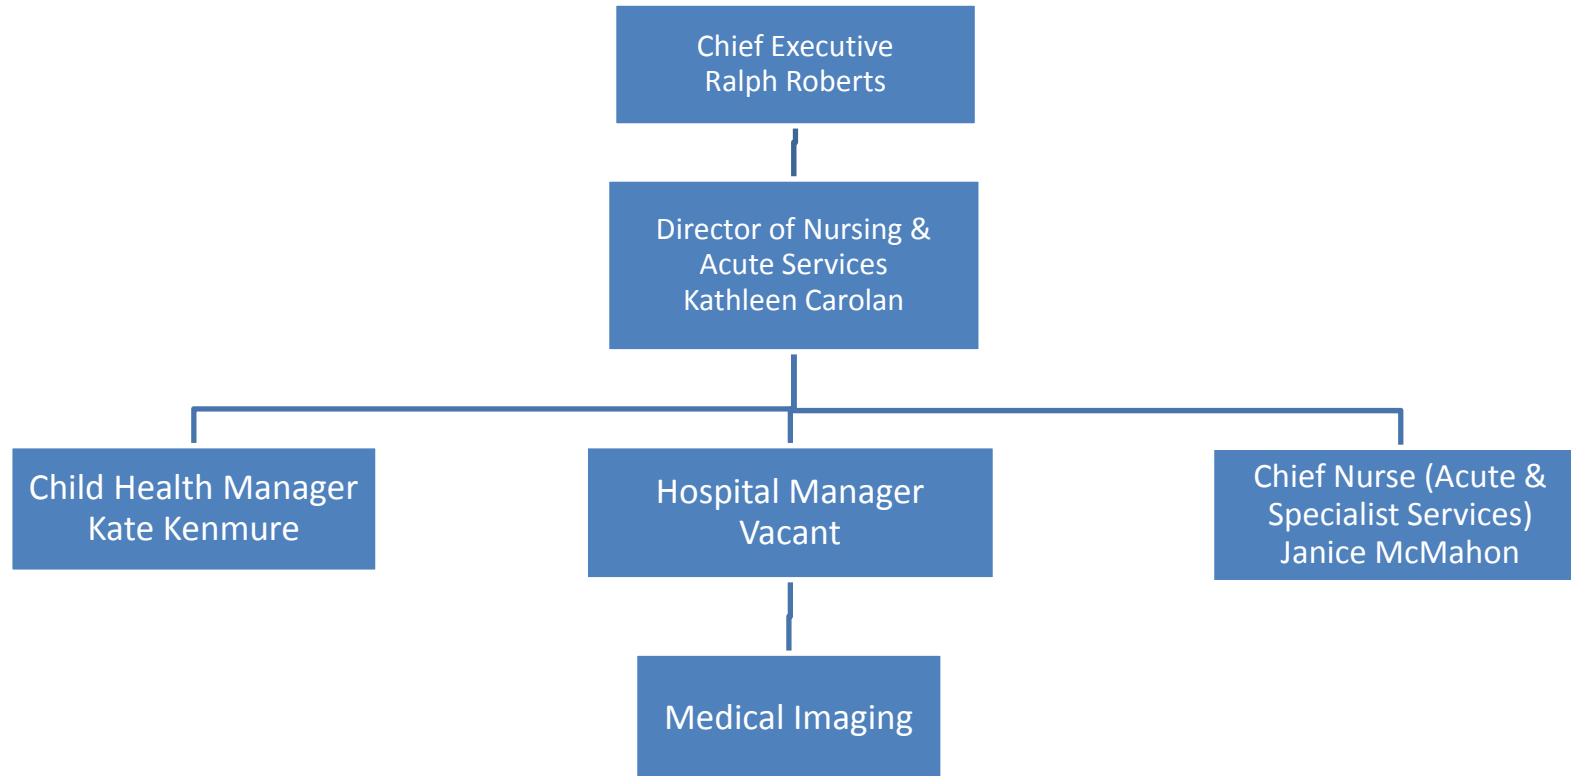 Chief Executive
Ralph Roberts
Director of Nursing &
Acute Services
Kathleen Carolan
Child Health Manager
Kate Kenmure
Hospital Manager
Vacant
Chief Nurse (Acute &
Specialist Services)
Janice McMahon
Medical Imaging